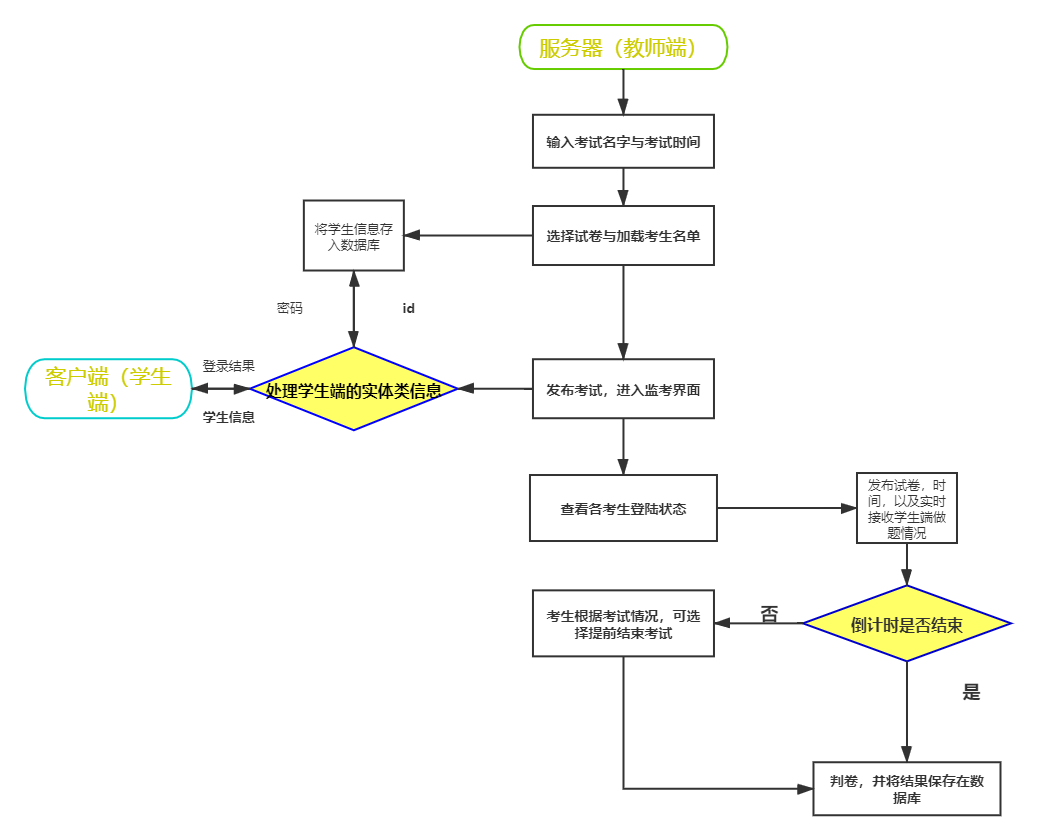 服务器（教师端）
输入考试名字与考试时间
将学生信息存
入数据库
选择试卷与加载考生名单
密码
id
登录结果
客户端（学生
端）
处理学生端的实体类信息
学生信息
发布考试，进入监考界面
查看各考生登陆状态
发布试卷，时
间，以及实时
接收学生端做
题情况
考生根据考试情况，可选
择提前结束考试
否
倒计时是否结束
是
判卷，并将结果保存在数
据库